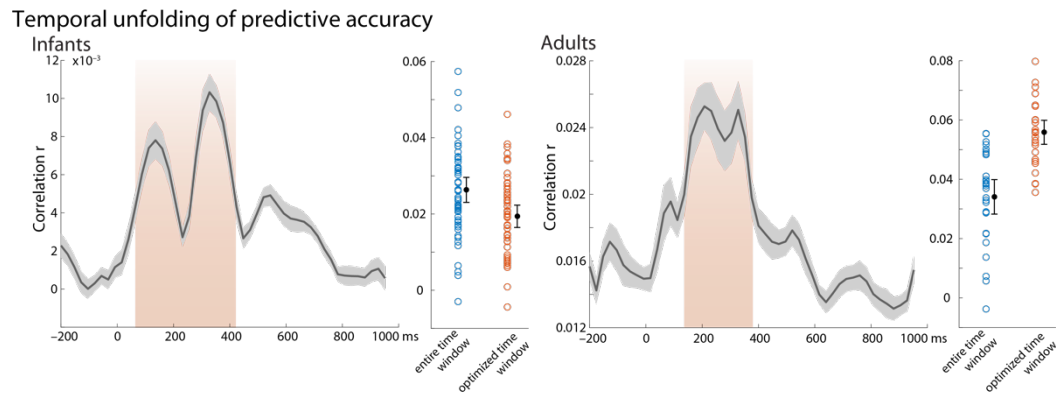 Temporal unfolding of predictive accuracy
Infants
12
×10⁻³
10
8
6
4
2
0
Correlation r
-200
0
200
400
600
800
1000 ms
0.06
0.04
0.02
0
entire time
window
optimized time
window
Adults
0.028
0.024
0.02
0.016
0.012
Correlation r
-200
0
200
400
600
800
1000 ms
0.08
0.06
0.04
0.02
0
entire time
window
optimized time
window